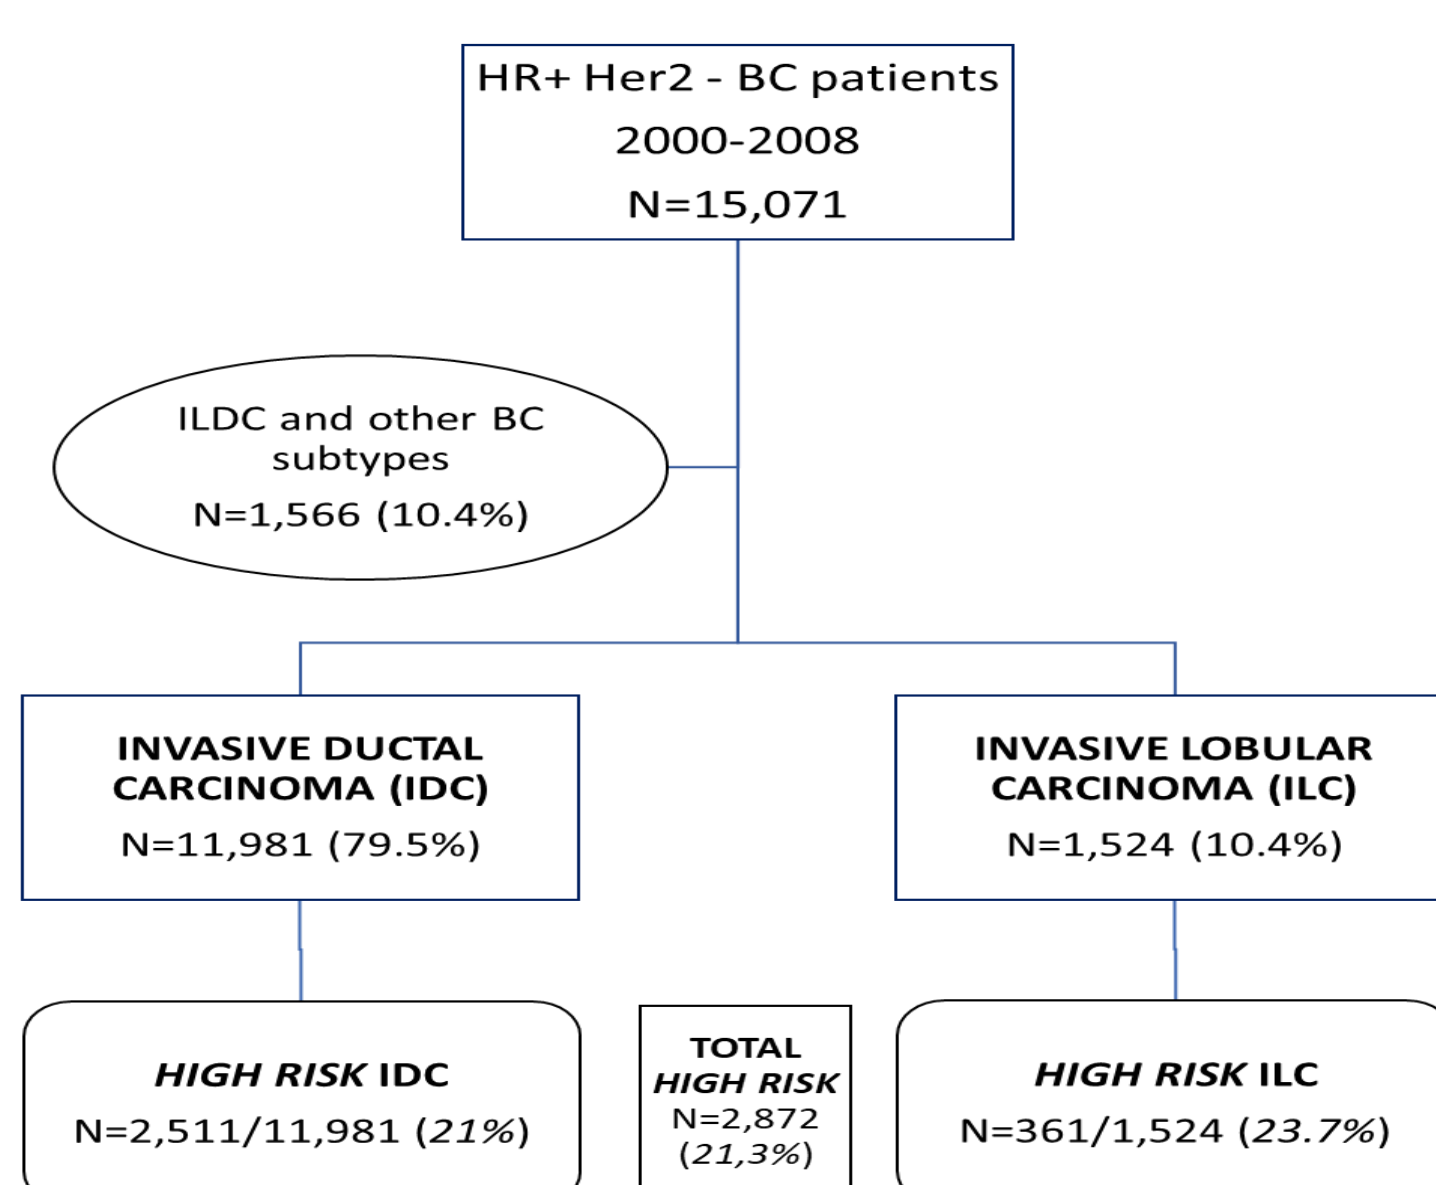 HR+ Her2 - BC patients
2000-2008
N=15,071
ILDC and other BC
subtypes
N=1,566 (10.4%)
INVASIVE DUCTAL
CARCINOMA (IDC)
N=11,981 (79.5%)
INVASIVE LOBULAR
CARCINOMA (ILC)
N=1,524 (10.4%)
HIGH RISK IDC
N=2,511/11,981 (21%)
TOTAL
HIGH RISK
N=2,872
(21,3%)
HIGH RISK ILC
N=361/1,524 (23.7%)